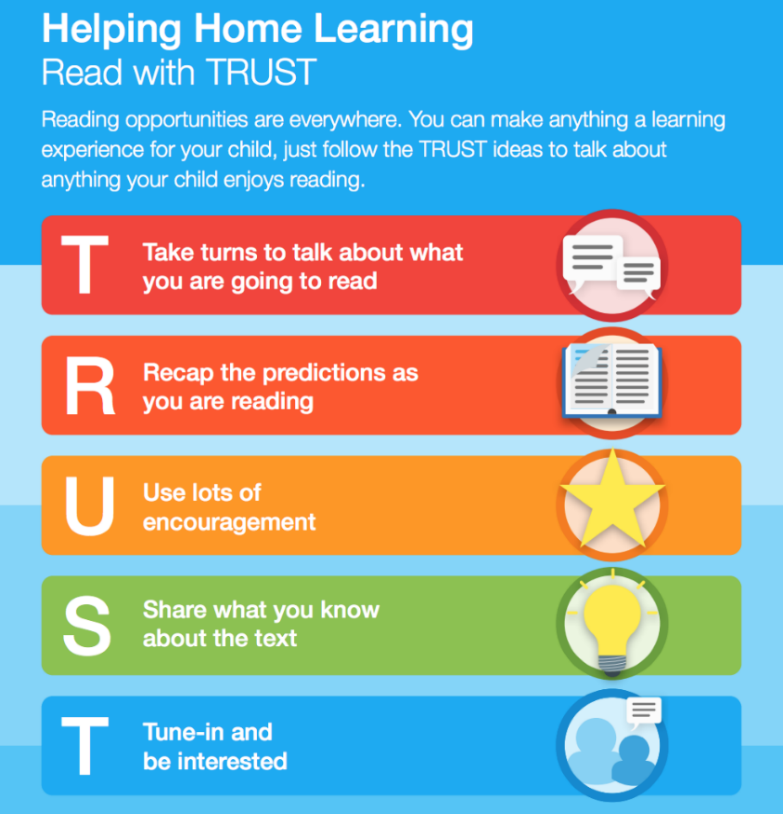 Helping Home Learning
Read with TRUST
Reading opportunities are everywhere. You can make anything a learning
experience for your child, just follow the TRUST ideas to talk about
anything your child enjoys reading.
T
Take turns to talk about what
you are going to read
R
Recap the predictions as
you are reading
U
Use lots of
encouragement
S
Share what you know
about the text
T
Tune-in and
be interested